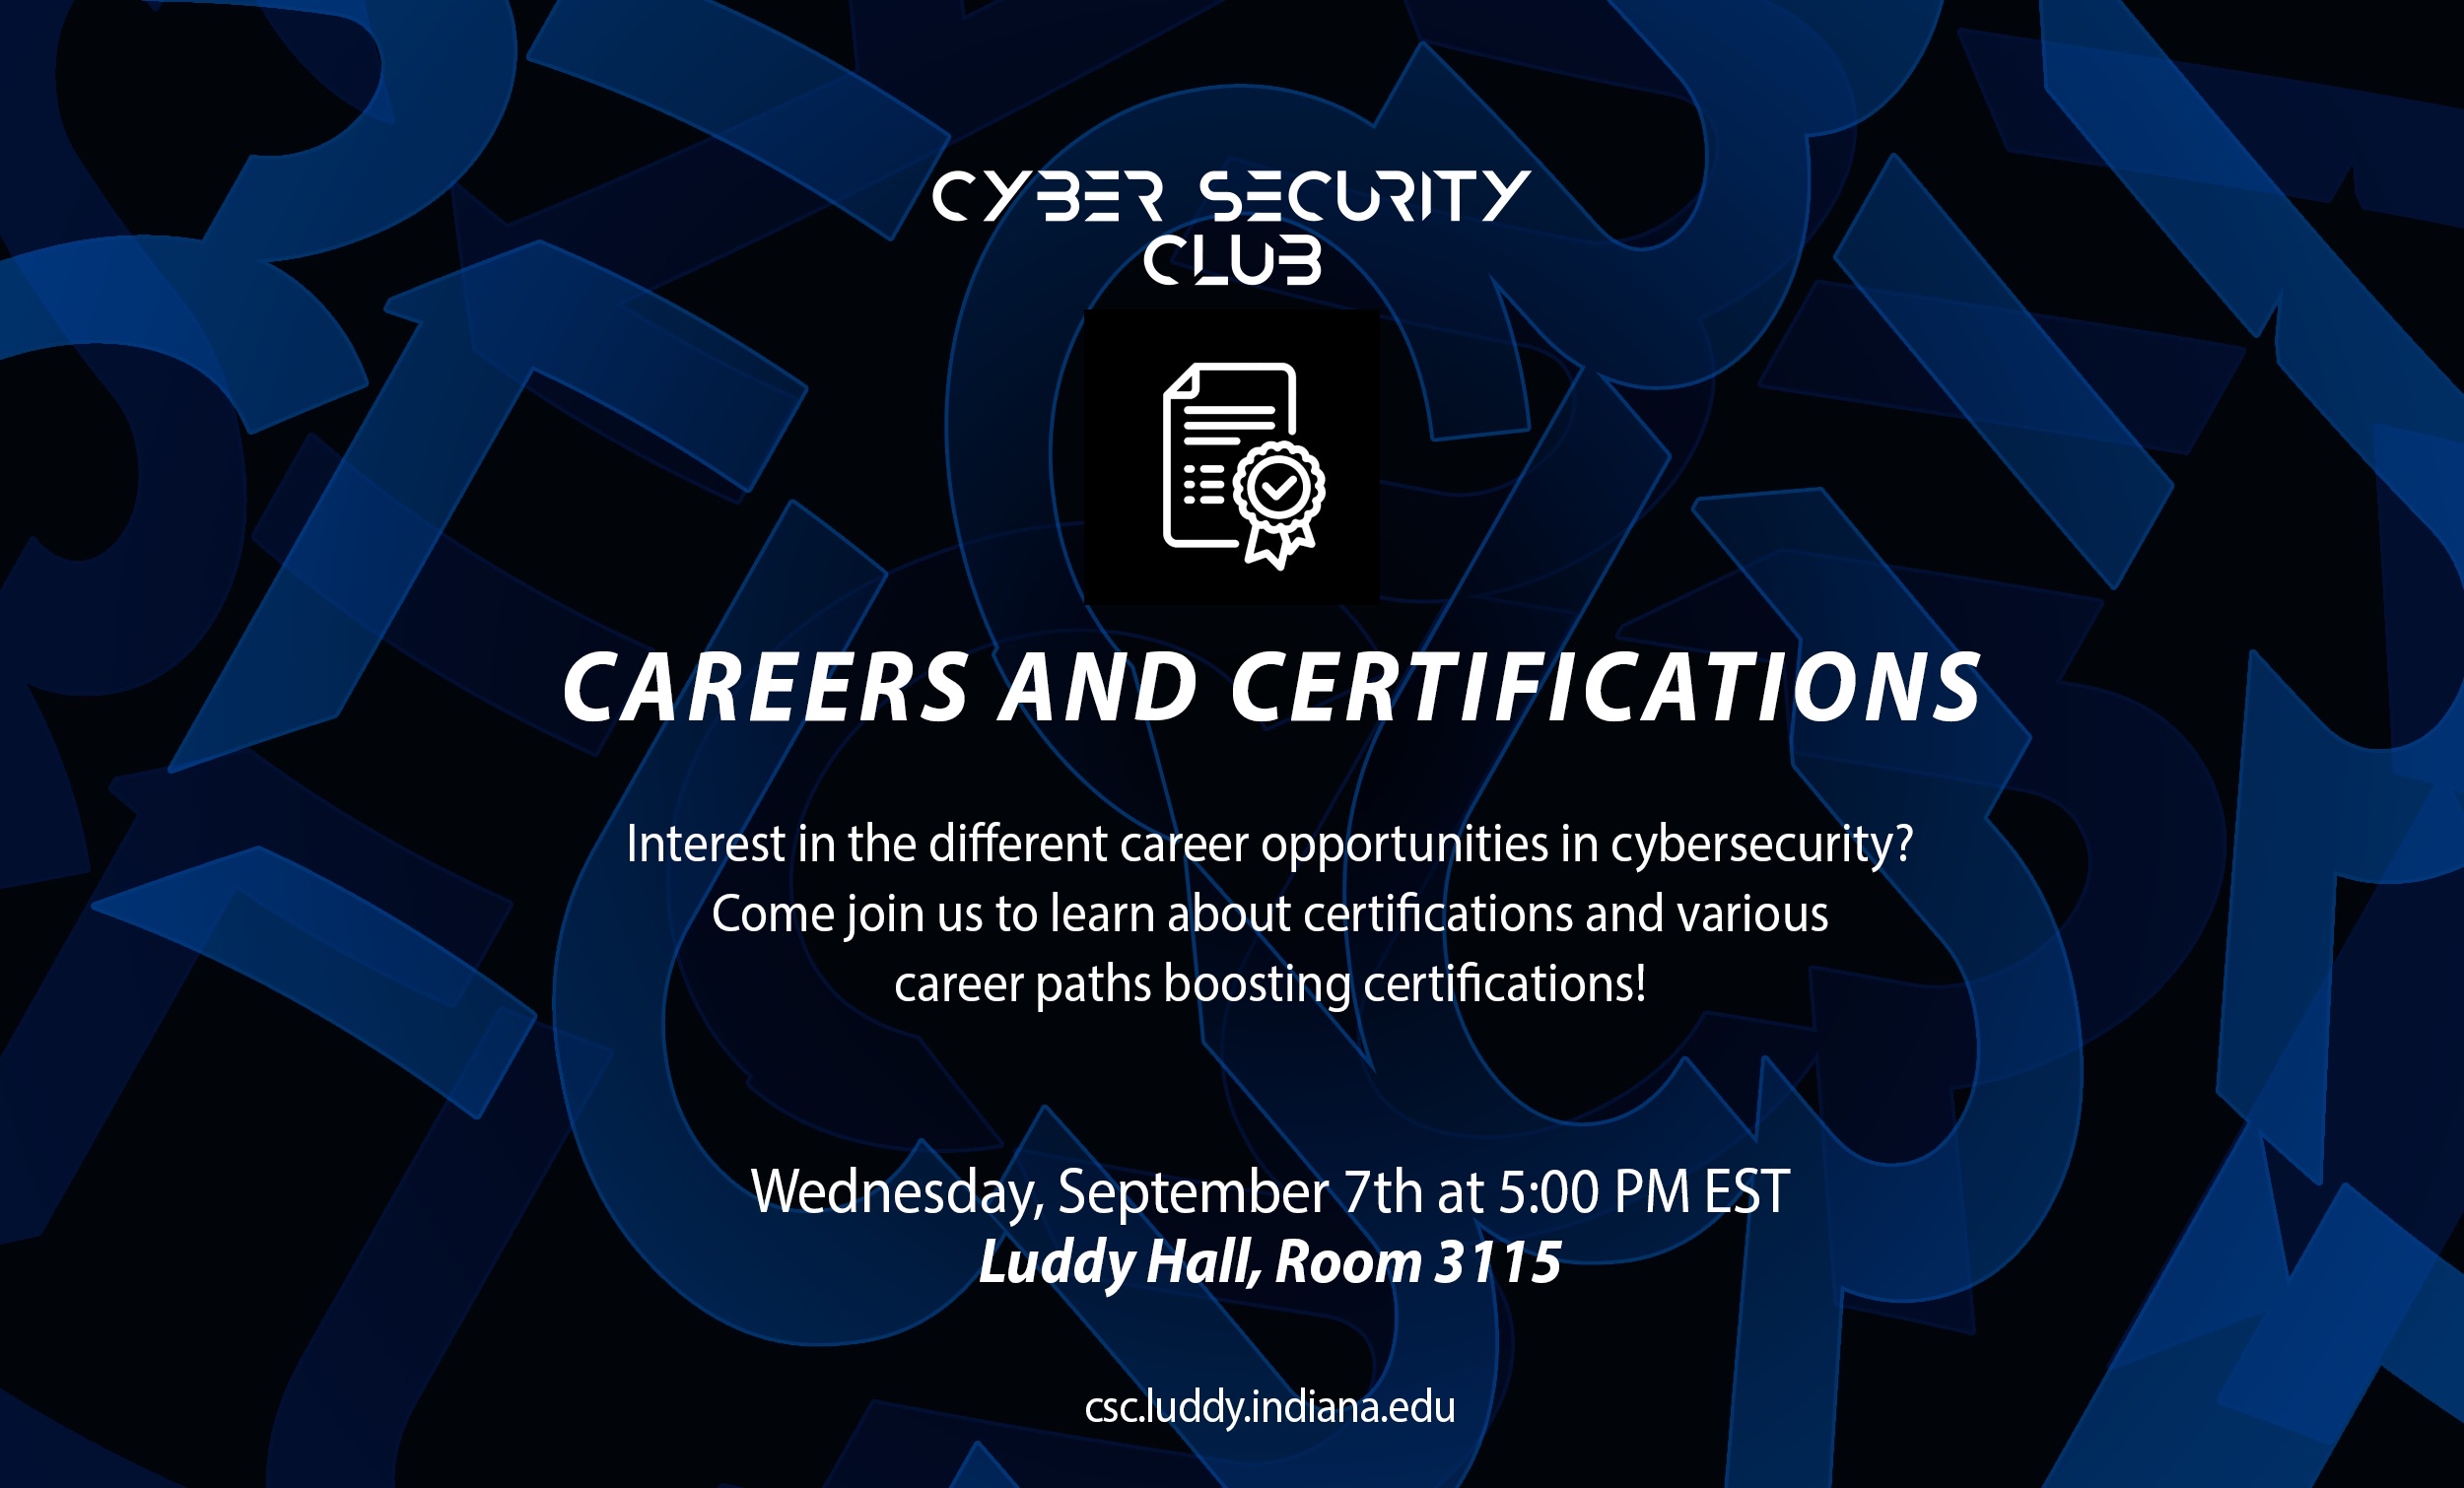 CYBER SECURITY
CLUB
CAREERS AND CERTIFICATIONS
Interest in the different career opportunities in cybersecurity?
Come join us to learn about certifications and various
career paths boosting certifications!
Wednesday, September 7th at 5:00 PM EST
Luddy Hall, Room 3115
csc.luddy.indiana.edu